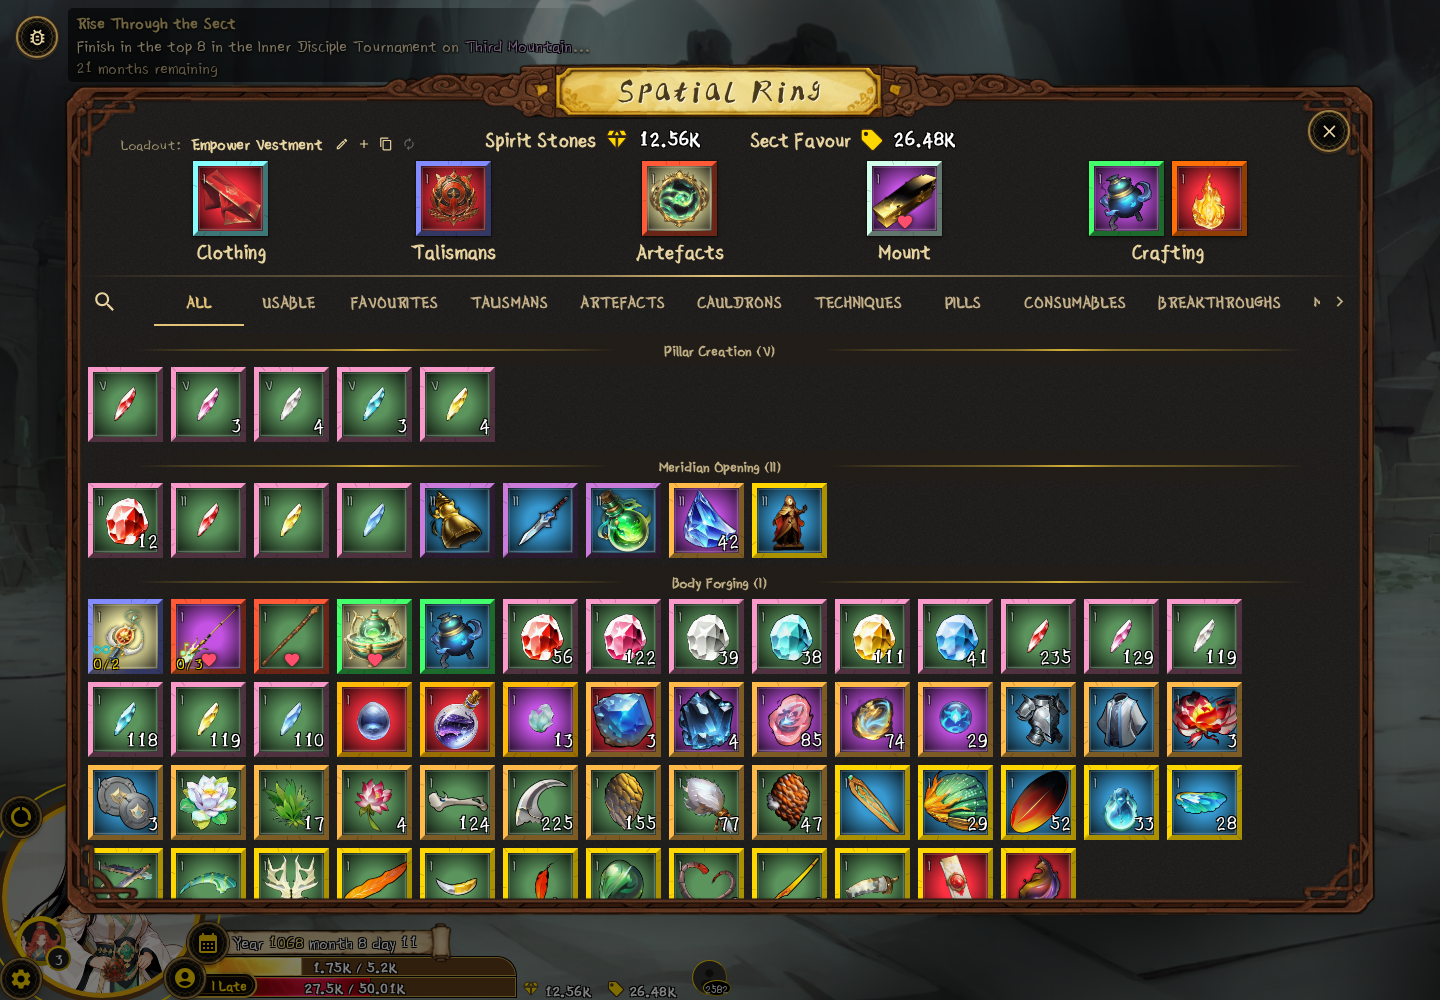 Rise Through the Sect
Finish in the top 8 in the Inner Disciple Tournament on Third Mountain...
21 months remaining
Spatial Ring
Loadout: Empower Vestment
Spirit Stones 12.56K
Sect Favour 26.48K
I
I
I
I
I
I
Clothing
Talismans
Artefacts
Mount
Crafting
ALL
USABLE
FAVOURITES
TALISMANS
ARTEFACTS
CAULDRONS
TECHNIQUES
PILLS
CONSUMABLES
BREAKTHROUGHS
Pillar Creation (V)
V
V 3
V 4
V 3
V 4
Meridian Opening (II)
II 12
II
II
II
II
II
II
II 42
II
Body Forging (I)
I 0/2
I 0/3
I
I
I
I 56
I 122
I 39
I 38
I 111
I 41
I 235
I 129
I 119
I 118
I 119
I 110
I
I
I 13
I 3
I 4
I 85
I 74
I 29
I
I
I 3
I 3
I
I 17
I 4
I 124
I 225
I 155
I 77
I 47
I
I 29
I 52
I 33
I 28
3
Year 1068 month 8 day 11
1.75K / 5.2K
I Late
27.5K / 50.01K
12.56K
26.48K
2582